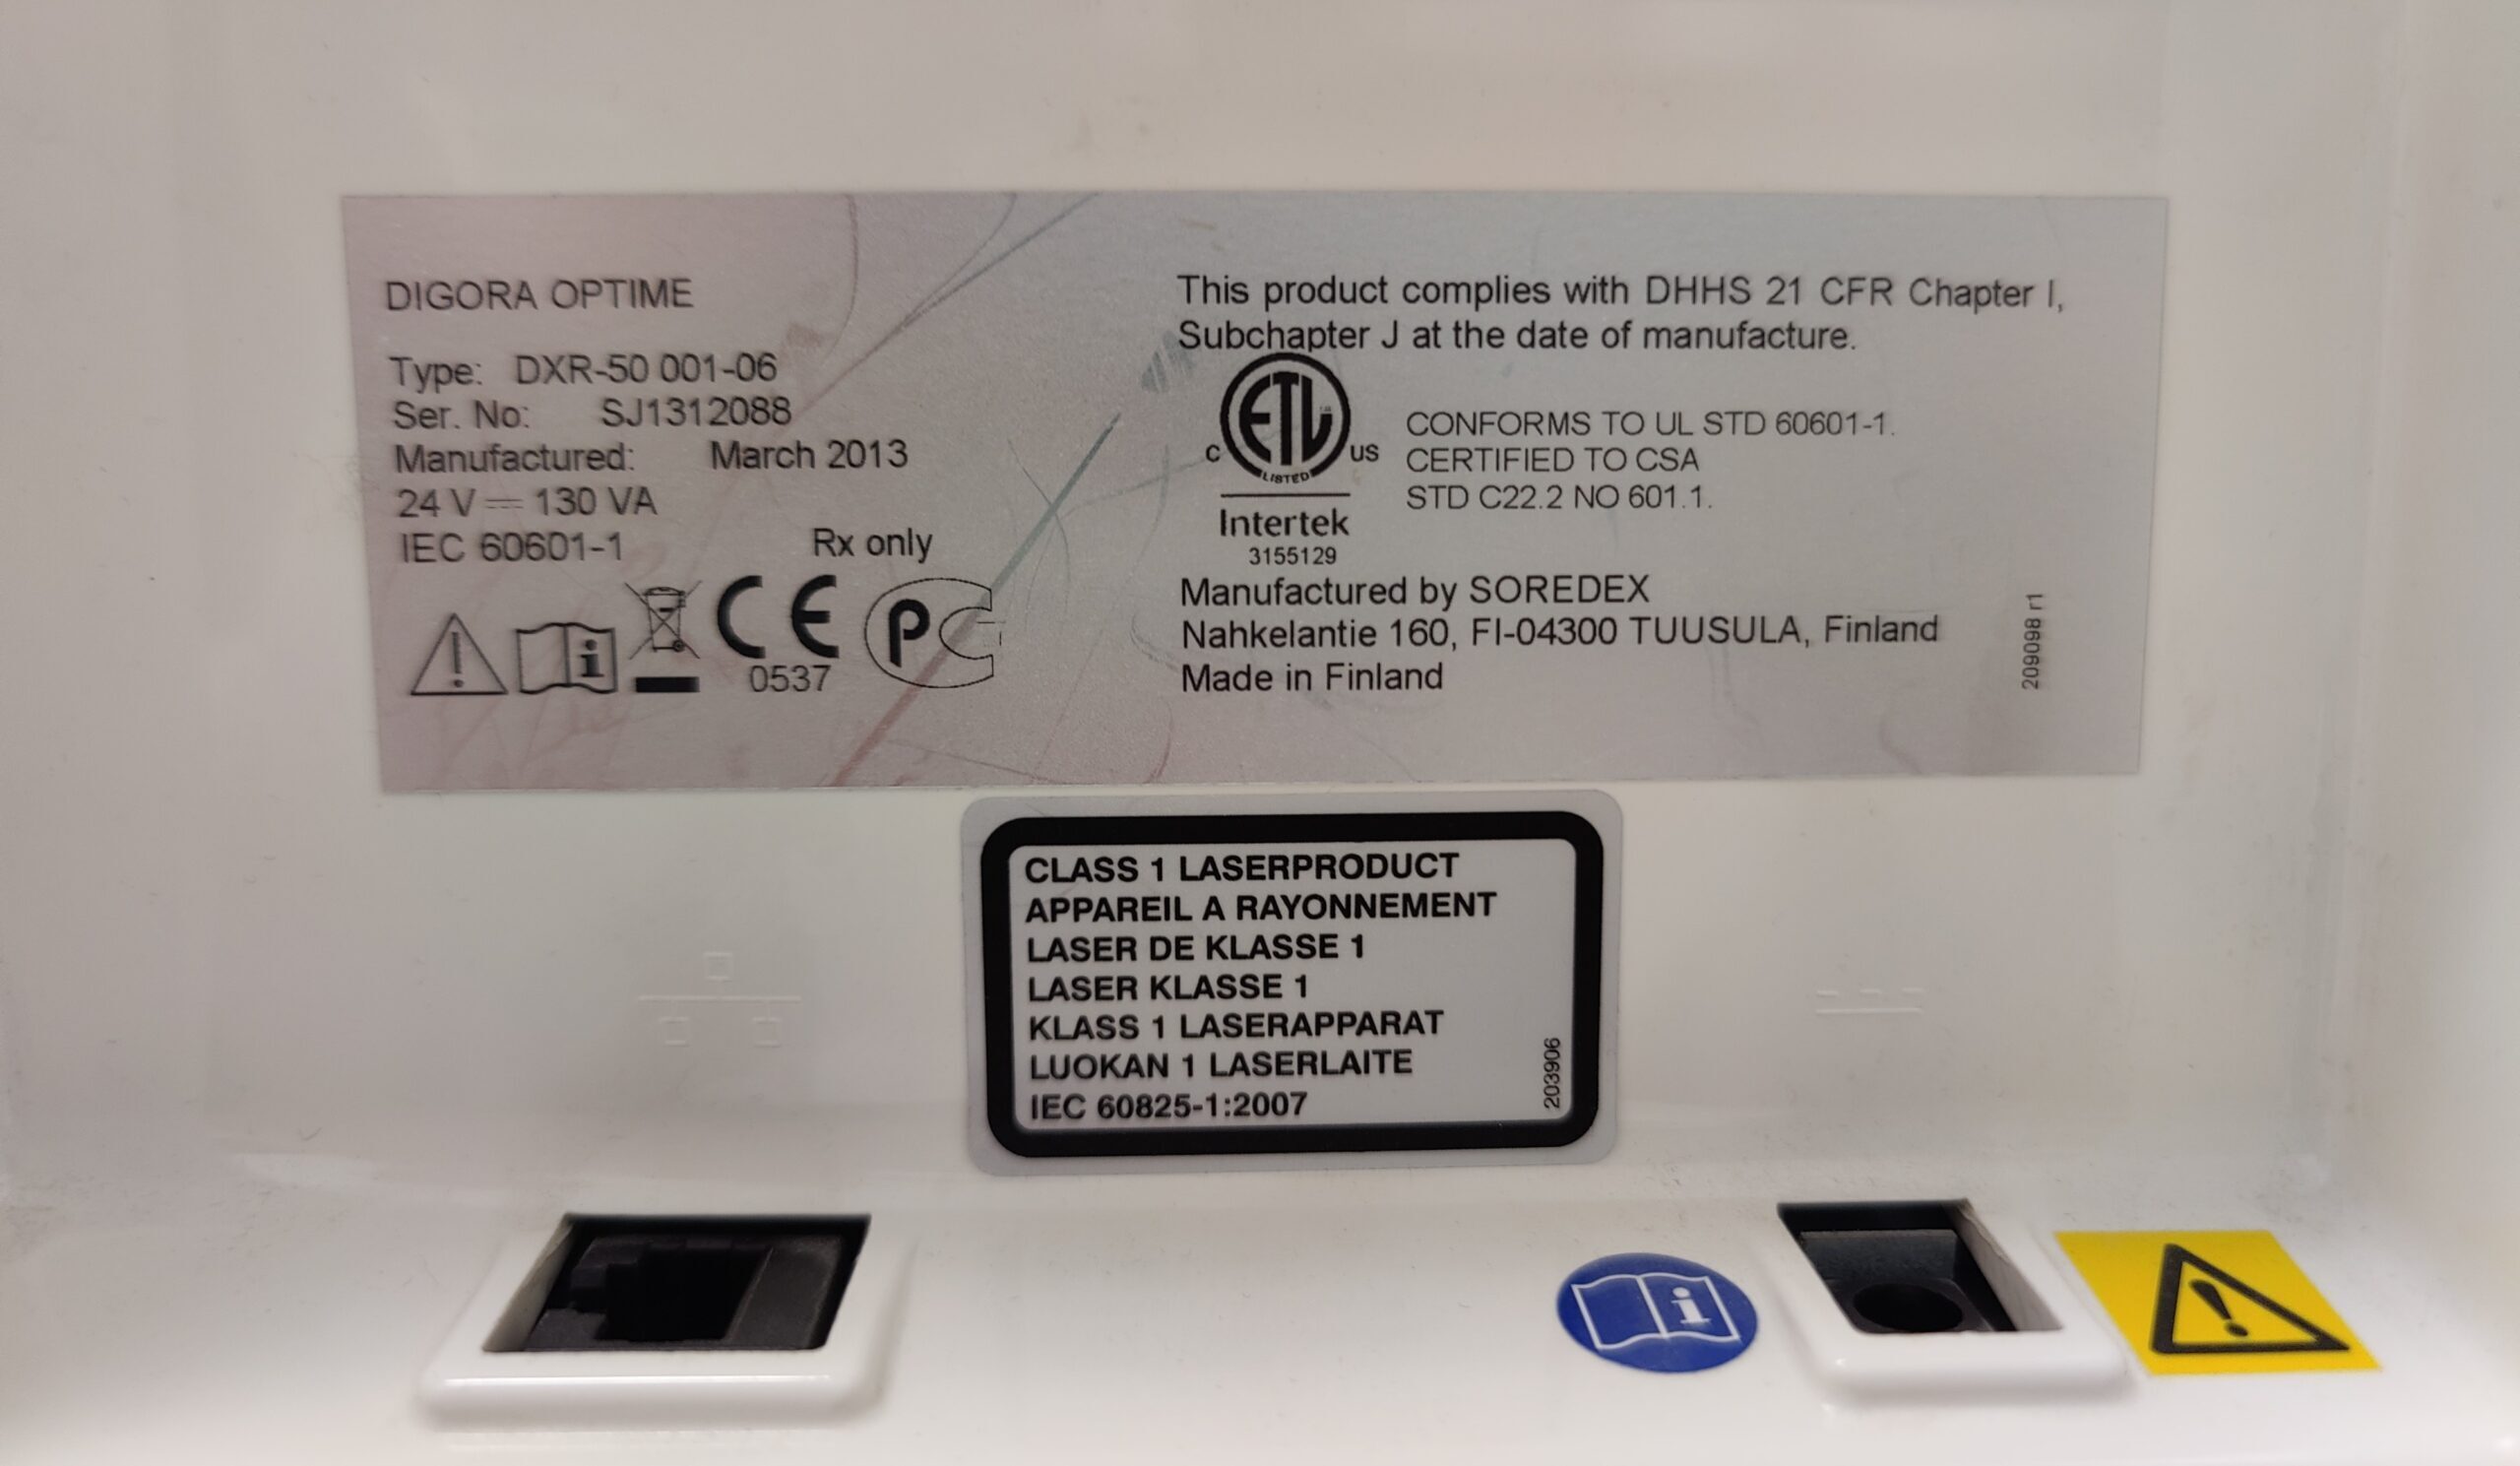 DIGORA OPTIME
Type: DXR-50 001-06
Ser. No: SJ1312088
Manufactured: March 2013
24 V ⎓ 130 VA
IEC 60601-1
Rx only
CE
0537
PC
This product complies with DHHS 21 CFR Chapter I,
Subchapter J at the date of manufacture.
C ETL US
LISTED
Intertek
3155129
CONFORMS TO UL STD 60601-1.
CERTIFIED TO CSA
STD C22.2 NO 601.1.
Manufactured by SOREDEX
Nahkelantie 160, FI-04300 TUUSULA, Finland
Made in Finland
209098 r1
CLASS 1 LASERPRODUCT
APPAREIL A RAYONNEMENT
LASER DE KLASSE 1
LASER KLASSE 1
KLASS 1 LASERAPPARAT
LUOKAN 1 LASERLAITE
IEC 60825-1:2007
203906